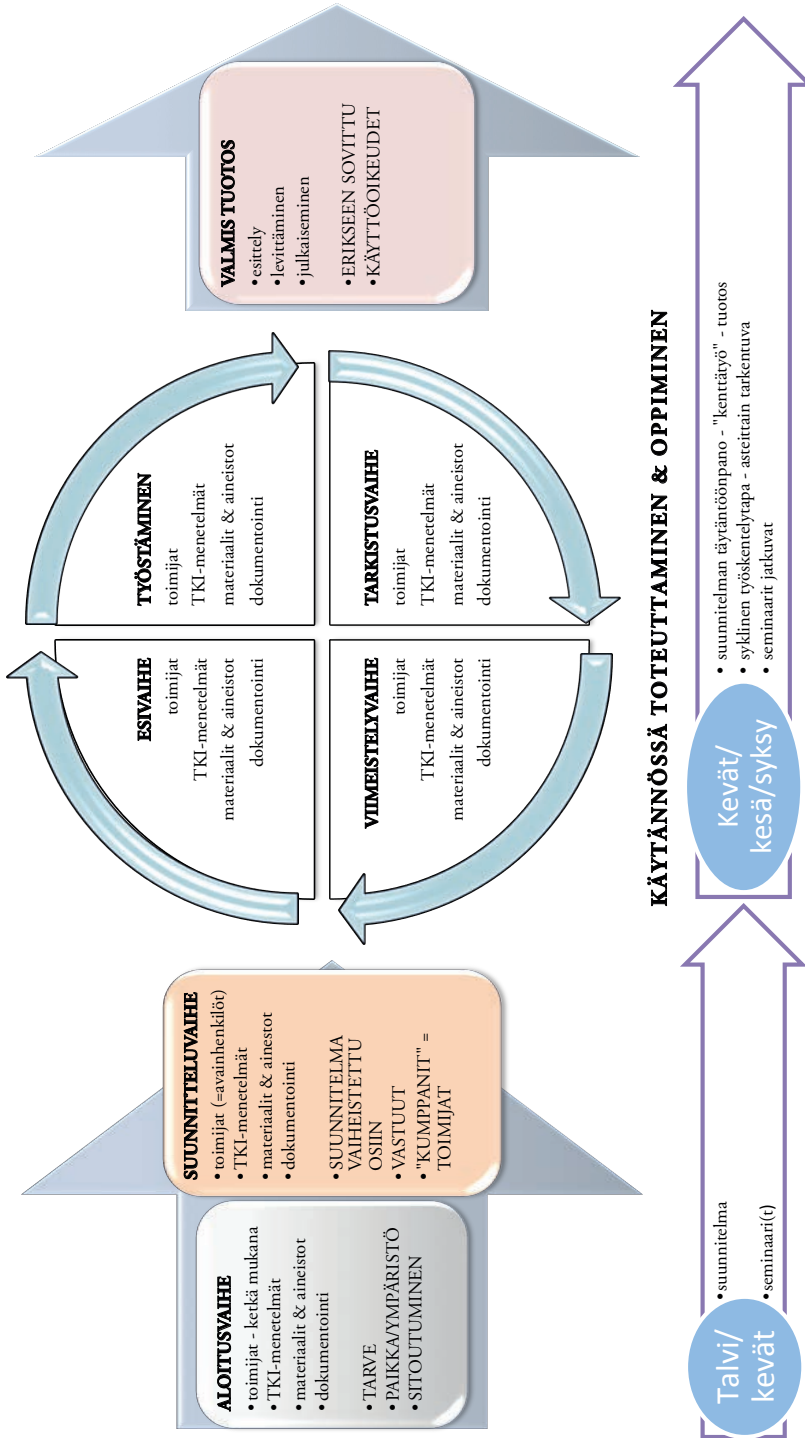 ALOITUSVAIHE
• toimijat - ketkä mukana
• TKI-menetelmät
• materiaalit & aineistot
• dokumentointi
• TARVE
• PAIKKA/YMPÄRISTÖ
• SITOUTUMINEN
SUUNNITTELUVAIHE
• toimijat (=avainhenkilöt)
• TKI-menetelmät
• materiaalit & ainestot
• dokumentointi
• SUUNNITELMA
VAIHEISTETTU
OSIIN
• VASTUUT
• "KUMPPANIT" =
TOIMIJAT
ESIVAIHE
toimijat
TKI-menetelmät
materiaalit & aineistot
dokumentointi
TYÖSTÄMINEN
toimijat
TKI-menetelmät
materiaalit & aineistot
dokumentointi
VIIMEISTELYVAIHE
toimijat
TKI-menetelmät
materiaalit & aineistot
dokumentointi
TARKISTUSVAIHE
toimijat
TKI-menetelmät
materiaalit & aineistot
dokumentointi
VALMIS TUOTOS
• esittely
• levittäminen
• julkaiseminen
• ERIKSEEN SOVITTU
• KÄYTTÖOIKEUDET
KÄYTÄNNÖSSÄ TOTEUTTAMINEN & OPPIMINEN
Talvi/
kevät
• suunnitelma
• seminaari(t)
Kevät/
kesä/syksy
• suunnitelman täytäntöönpano - "kenttätyö" - tuotos
• syklinen työskentelytapa - asteittain tarkentuva
• seminaarit jatkuvat